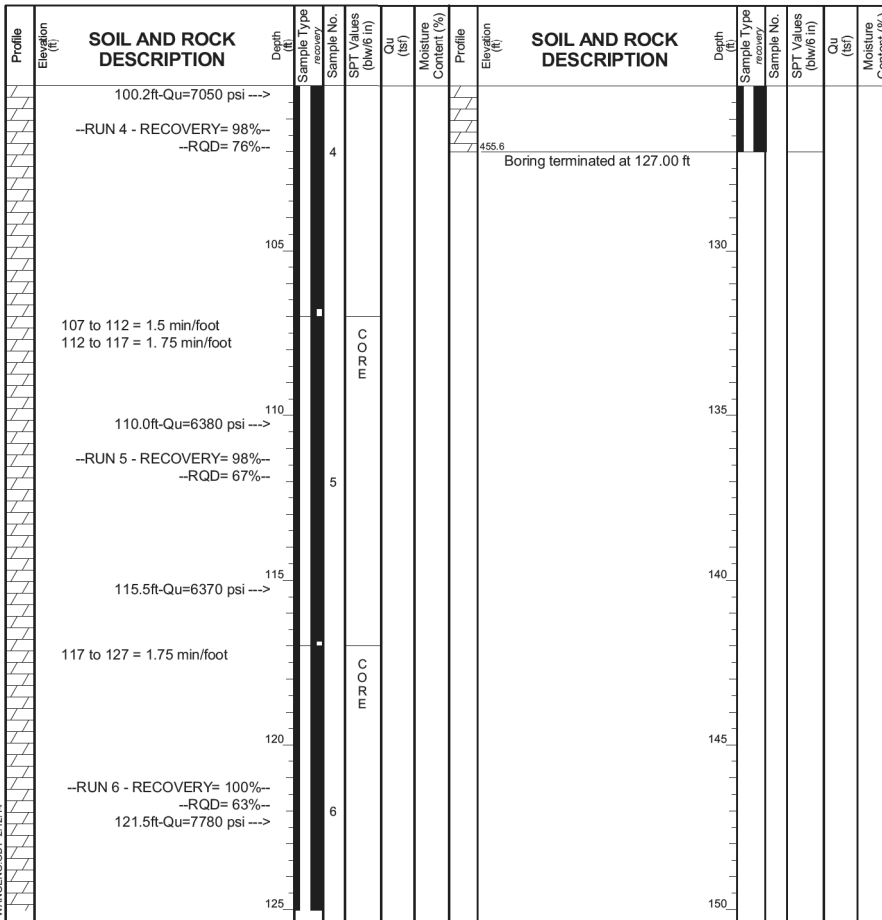 Profile
Elevation (ft)
SOIL AND ROCK
DESCRIPTION
Depth (ft)
Sample Type
recovery
Sample No.
SPT Values (blw/6 in)
Qu (tsf)
Moisture Content (%)
100.2ft-Qu=7050 psi --->
--RUN 4 - RECOVERY= 98%--
--RQD= 76%--
4
105
107 to 112 = 1.5 min/foot
112 to 117 = 1. 75 min/foot
CORE
110
110.0ft-Qu=6380 psi --->
--RUN 5 - RECOVERY= 98%--
--RQD= 67%--
5
115
115.5ft-Qu=6370 psi --->
117 to 127 = 1.75 min/foot
CORE
120
--RUN 6 - RECOVERY= 100%--
--RQD= 63%--
6
121.5ft-Qu=7780 psi --->
125
Profile
Elevation (ft)
SOIL AND ROCK
DESCRIPTION
Depth (ft)
Sample Type
recovery
Sample No.
SPT Values (blw/6 in)
Qu (tsf)
Moisture
455.6
Boring terminated at 127.00 ft
130
135
140
145
150